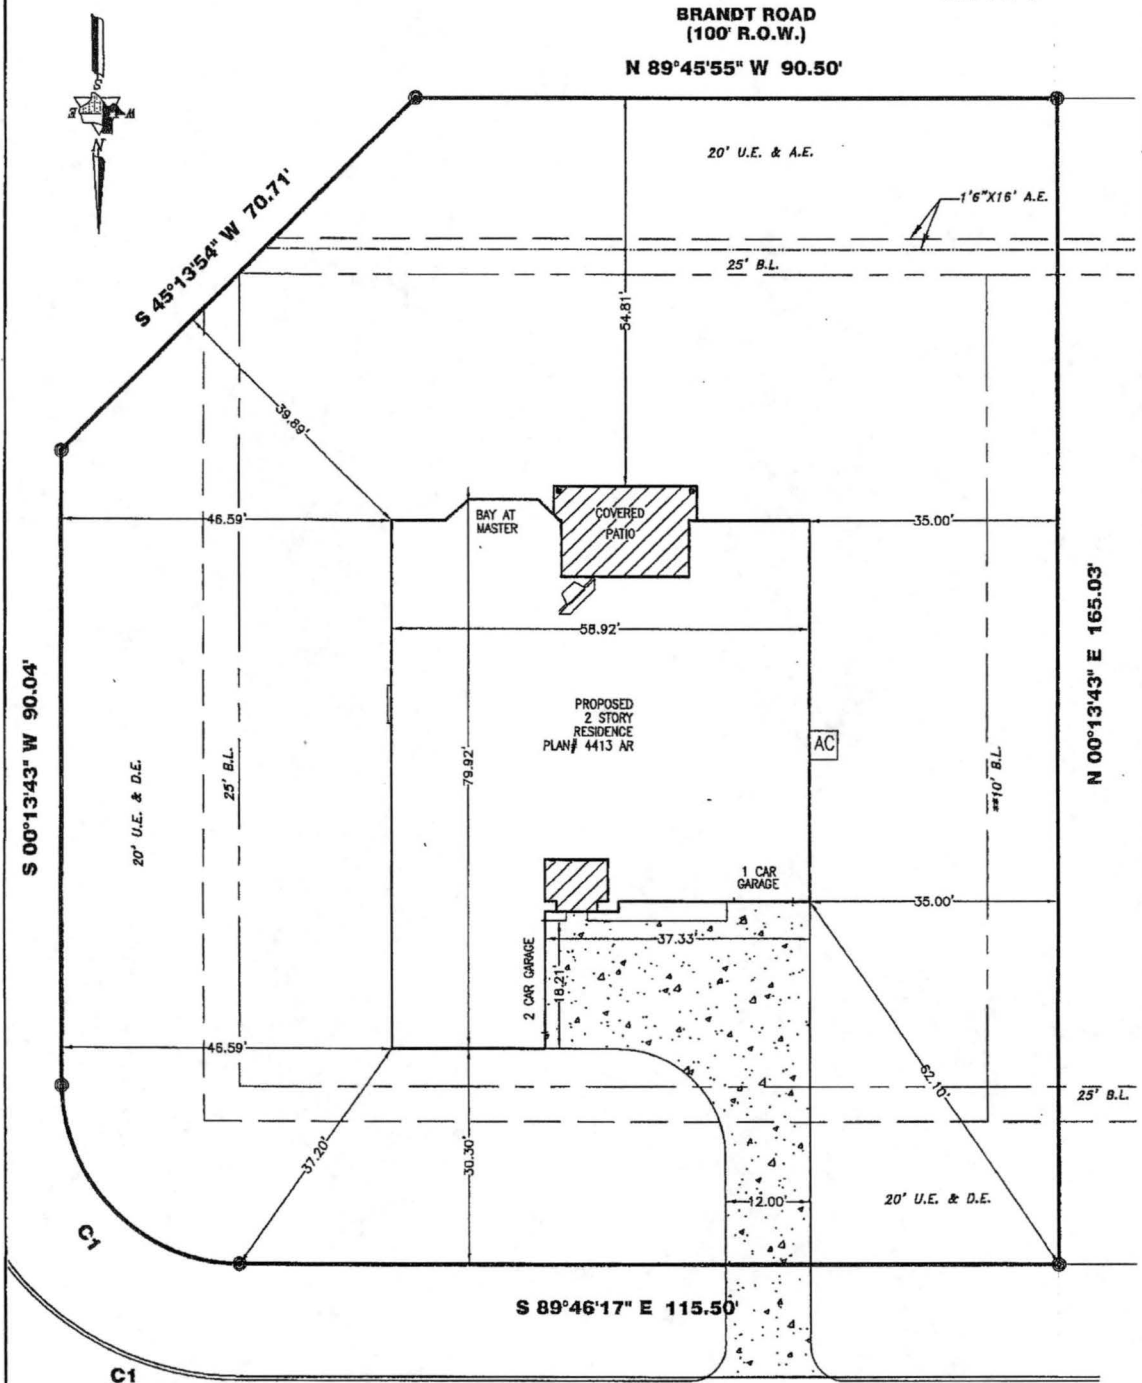 BRANDT ROAD
(100' R.O.W.)
N 89°45'55" W 90.50'
S
E W
N
20' U.E. & A.E.
1'6"X16' A.E.
25' B.L.
S 45°13'54" W 70.71'
54.81'
39.89'
46.59'
BAY AT
MASTER
COVERED
PATIO
35.00'
58.92'
N 00°13'43" E 165.03'
S 00°13'43" W 90.04'
PROPOSED
2 STORY
RESIDENCE
PLAN# 4413 AR
AC
79.92'
20' U.E. & D.E.
25' B.L.
**10' B.L.
1 CAR
GARAGE
35.00'
37.33'
2 CAR GARAGE
18.21'
46.59'
62.10'
25' B.L.
37.20'
30.30'
12.00'
20' U.E. & D.E.
C1
S 89°46'17" E 115.50'
C1